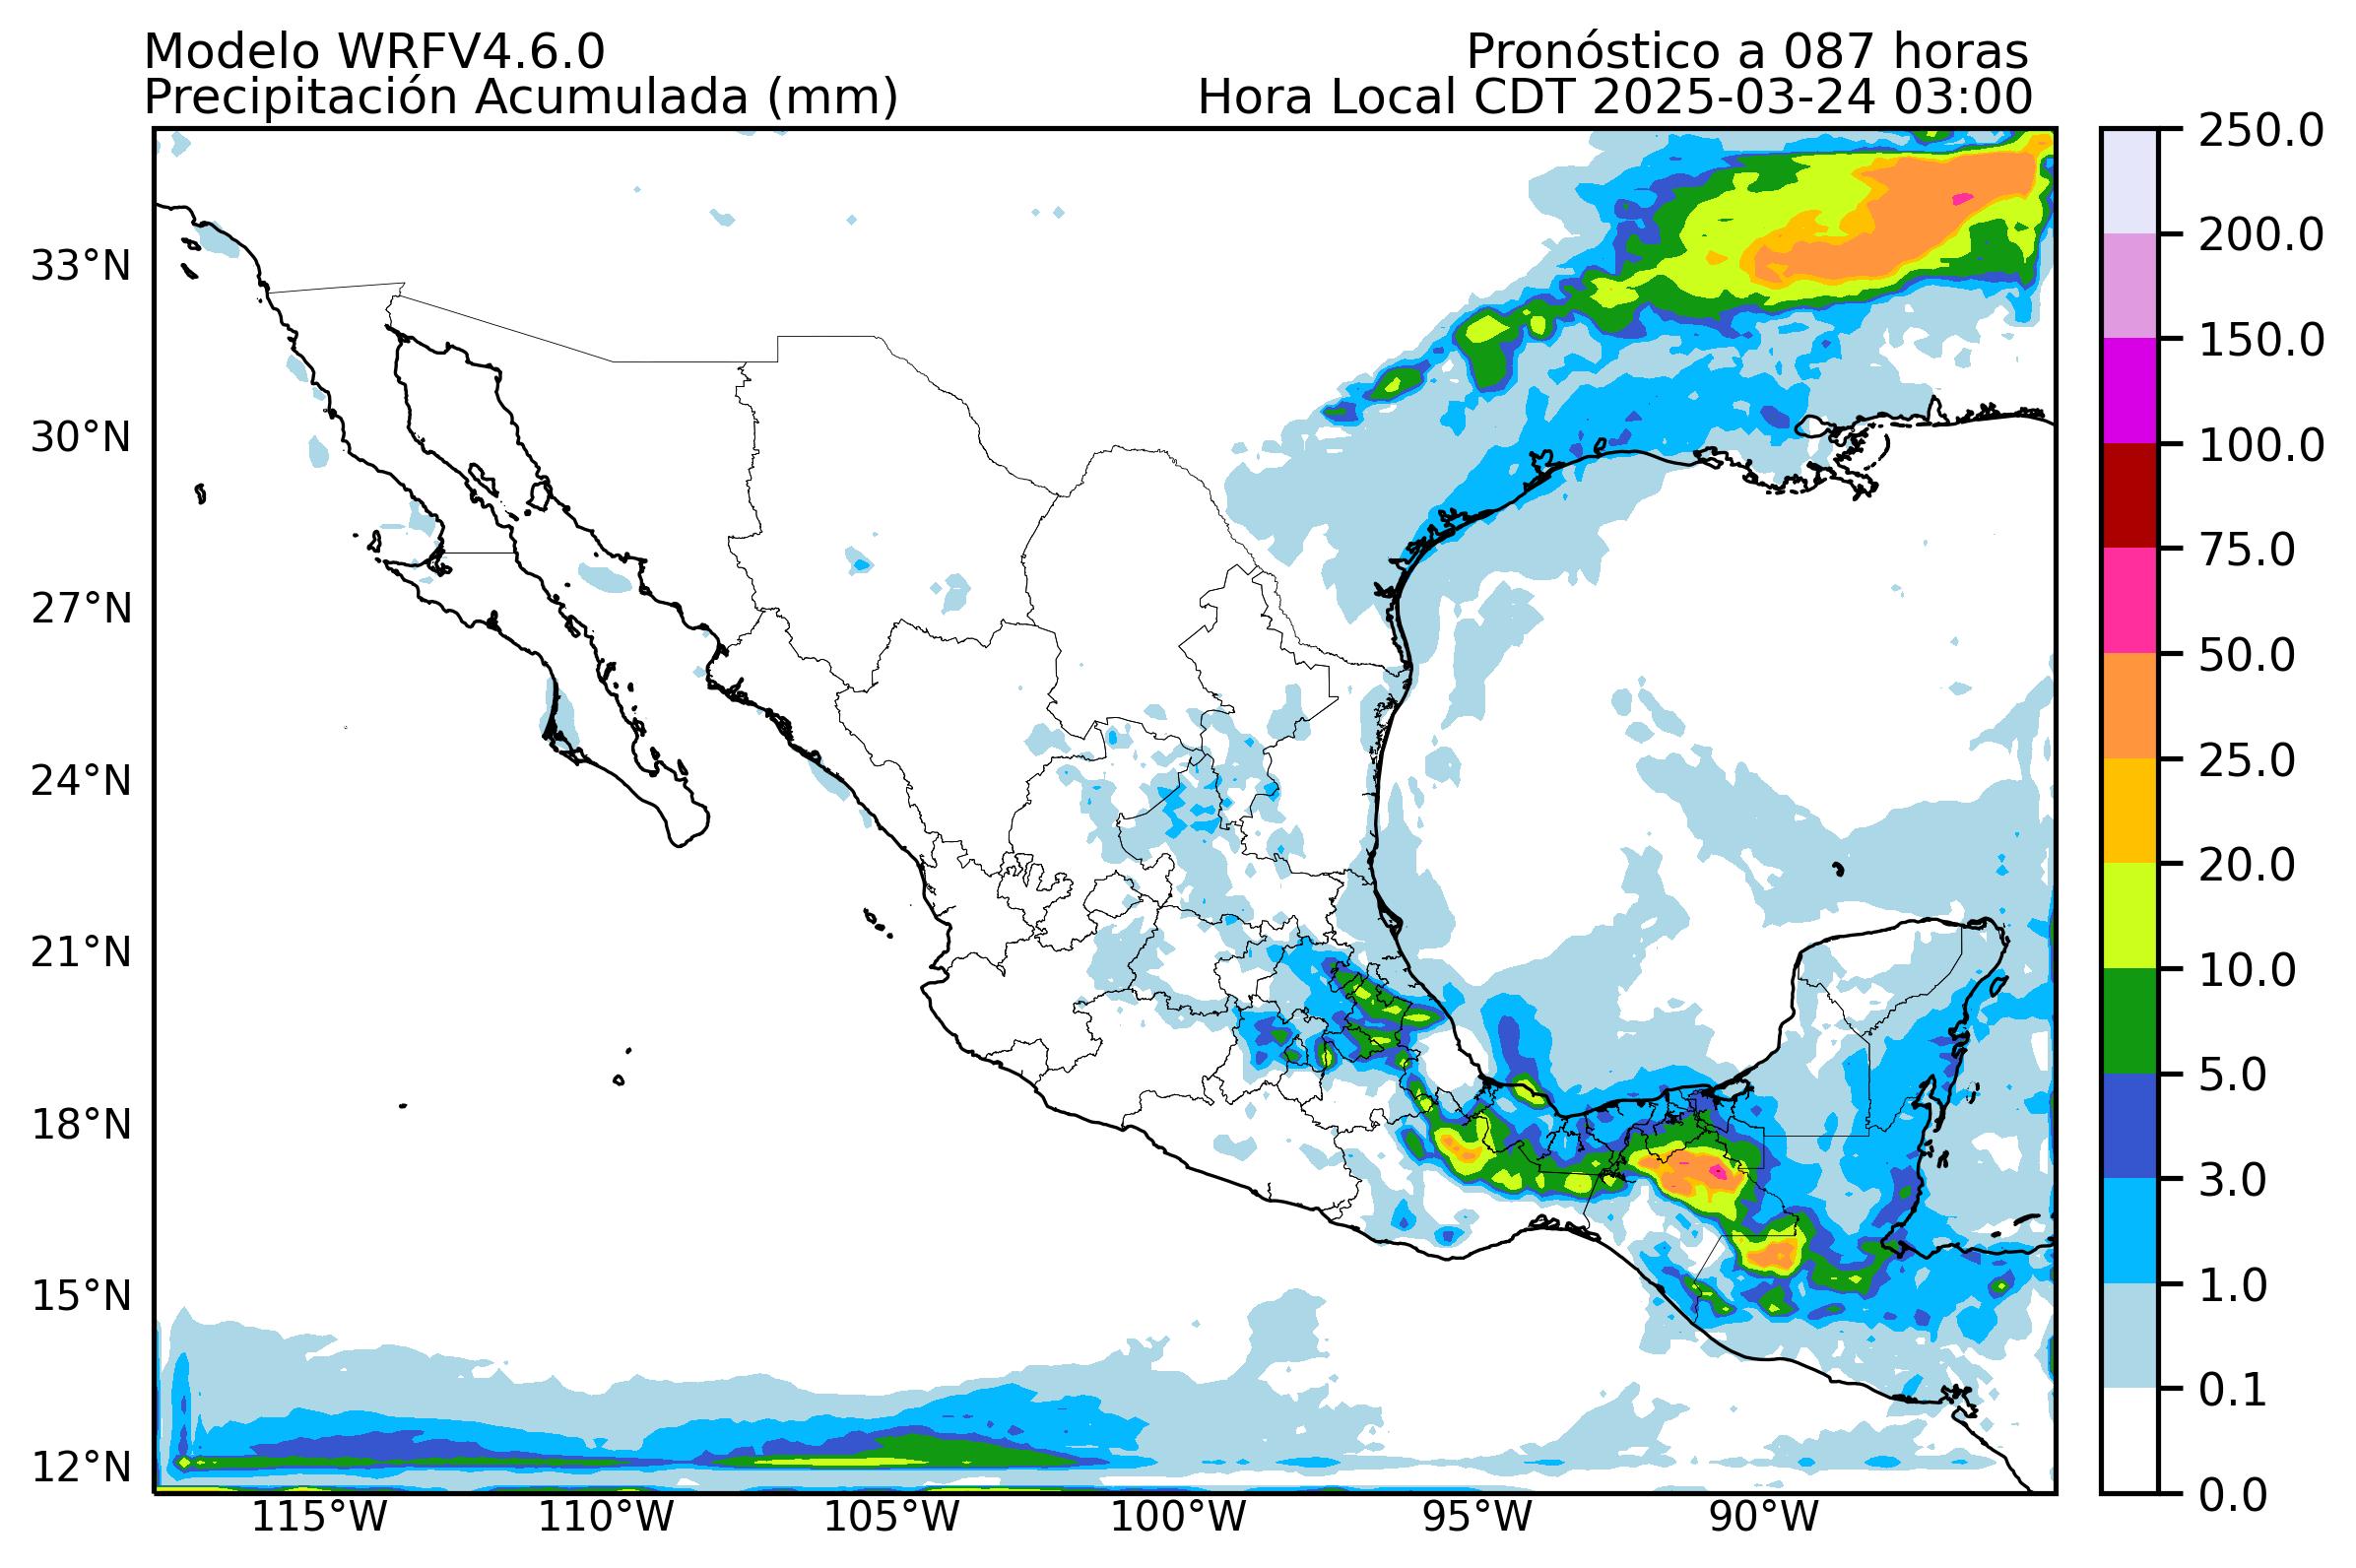 Modelo WRFV4.6.0
Pronóstico a 087 horas
Precipitación Acumulada (mm)
Hora Local CDT 2025-03-24 03:00
33°N
30°N
27°N
24°N
21°N
18°N
15°N
12°N
115°W
110°W
105°W
100°W
95°W
90°W
250.0
200.0
150.0
100.0
75.0
50.0
25.0
20.0
10.0
5.0
3.0
1.0
0.1
0.0